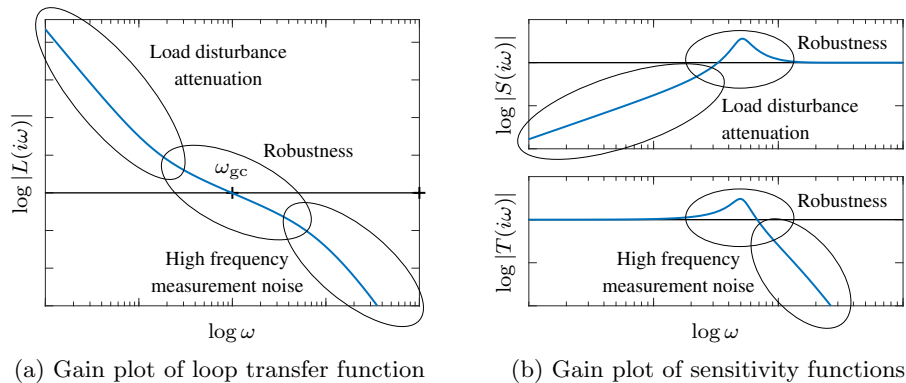 Load disturbance
attenuation
Robustness
ω_gc
High frequency
measurement noise
log |L(iω)|
log ω
(a) Gain plot of loop transfer function
Robustness
Load disturbance
attenuation
log |S(iω)|
Robustness
High frequency
measurement noise
log |T(iω)|
log ω
(b) Gain plot of sensitivity functions